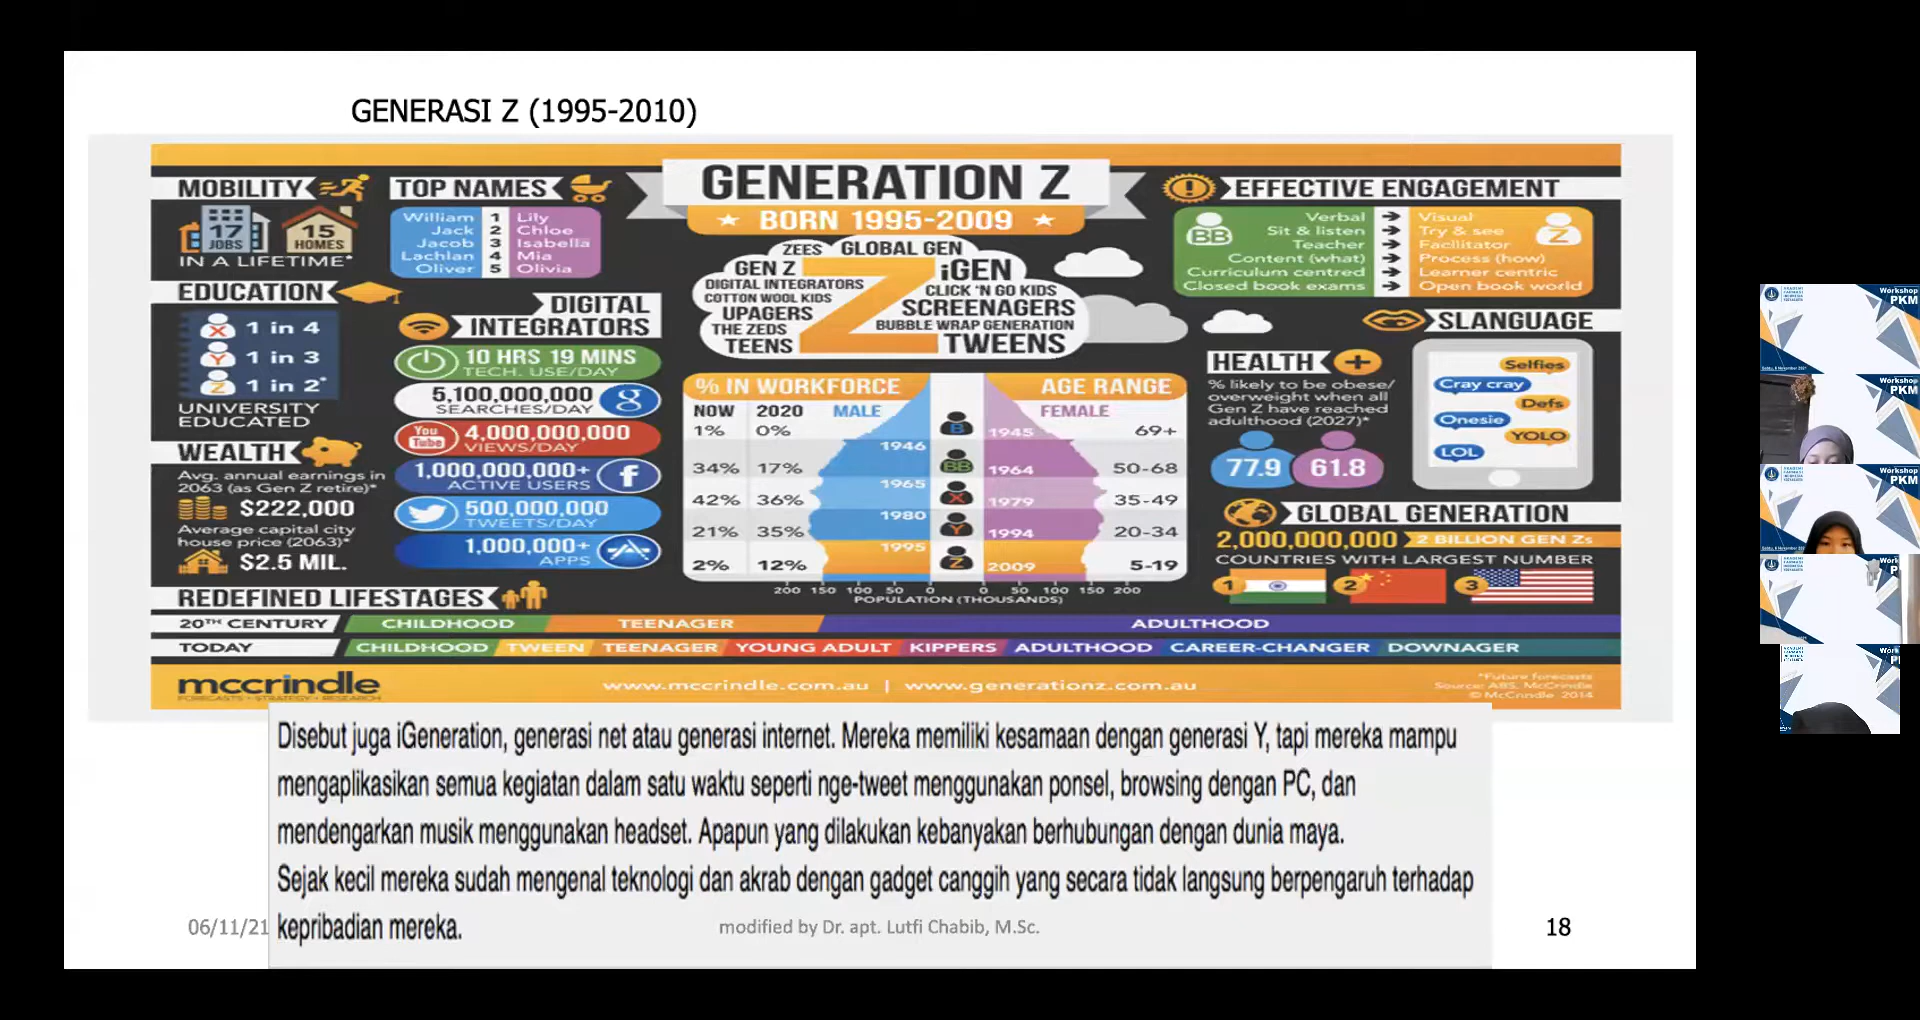 GENERASI Z (1995-2010)
MOBILITY
17
JOBS
15
HOMES
IN A LIFETIME*
TOP NAMES
William 1 Lily
Jack 2 Chloe
Jacob 3 Isabella
Lachlan 4 Mia
Oliver 5 Olivia
EDUCATION
X 1 in 4
Y 1 in 3
Z 1 in 2*
UNIVERSITY
EDUCATED
WEALTH
Avg. annual earnings in
2063 (as Gen Z retire)*
$222,000
Average capital city
house price (2063)*
$2.5 MIL.
DIGITAL
INTEGRATORS
10 HRS 19 MINS
TECH. USE/DAY
5,100,000,000
SEARCHES/DAY
You
Tube
4,000,000,000
VIEWS/DAY
1,000,000,000+
ACTIVE USERS
500,000,000
TWEETS/DAY
1,000,000+
APPS
GENERATION Z
BORN 1995-2009
ZEES GLOBAL GEN
GEN Z
iGEN
DIGITAL INTEGRATORS
CLICK 'N GO KIDS
COTTON WOOL KIDS
SCREENAGERS
UPAGERS
BUBBLE WRAP GENERATION
THE ZEDS
TEENS
TWEENS
Z
% IN WORKFORCE
AGE RANGE
NOW 2020 MALE FEMALE
1% 0% B 1945 69+
1946
34% 17% BB 1964 50-68
1965
42% 36% X 1979 35-49
1980
21% 35% Y 1994 20-34
1995
2% 12% Z 2009 5-19
200 150 100 50 0 0 50 100 150 200
POPULATION (THOUSANDS)
EFFECTIVE ENGAGEMENT
BB
Z
Verbal Visual
Sit & listen Try & see
Teacher Facilitator
Content (what) Process (how)
Curriculum centred Learner centric
Closed book exams Open book world
SLANGUAGE
Selfies
Cray cray
Defs
Onesie
YOLO
LOL
HEALTH
% likely to be obese/
overweight when all
Gen Z have reached
adulthood (2027)*
77.9
61.8
GLOBAL GENERATION
2,000,000,000 2 BILLION GEN Zs
COUNTRIES WITH LARGEST NUMBER
1 2 3
REDEFINED LIFESTAGES
20TH CENTURY CHILDHOOD TEENAGER ADULTHOOD
TODAY CHILDHOOD TWEEN TEENAGER YOUNG ADULT KIPPERS ADULTHOOD CAREER-CHANGER DOWNAGER
mccrindle
FORECASTS • STRATEGY • RESEARCH
www.mccrindle.com.au | www.generationz.com.au
*Future forecasts
Source: ABS, McCrindle
© McCrindle 2014
Disebut juga iGeneration, generasi net atau generasi internet. Mereka memiliki kesamaan dengan generasi Y, tapi mereka mampu
mengaplikasikan semua kegiatan dalam satu waktu seperti nge-tweet menggunakan ponsel, browsing dengan PC, dan
mendengarkan musik menggunakan headset. Apapun yang dilakukan kebanyakan berhubungan dengan dunia maya.
Sejak kecil mereka sudah mengenal teknologi dan akrab dengan gadget canggih yang secara tidak langsung berpengaruh terhadap
kepribadian mereka.
06/11/21
modified by Dr. apt. Lutfi Chabib, M.Sc.
18
Workshop
PKM
Workshop
PKM
Workshop
PKM